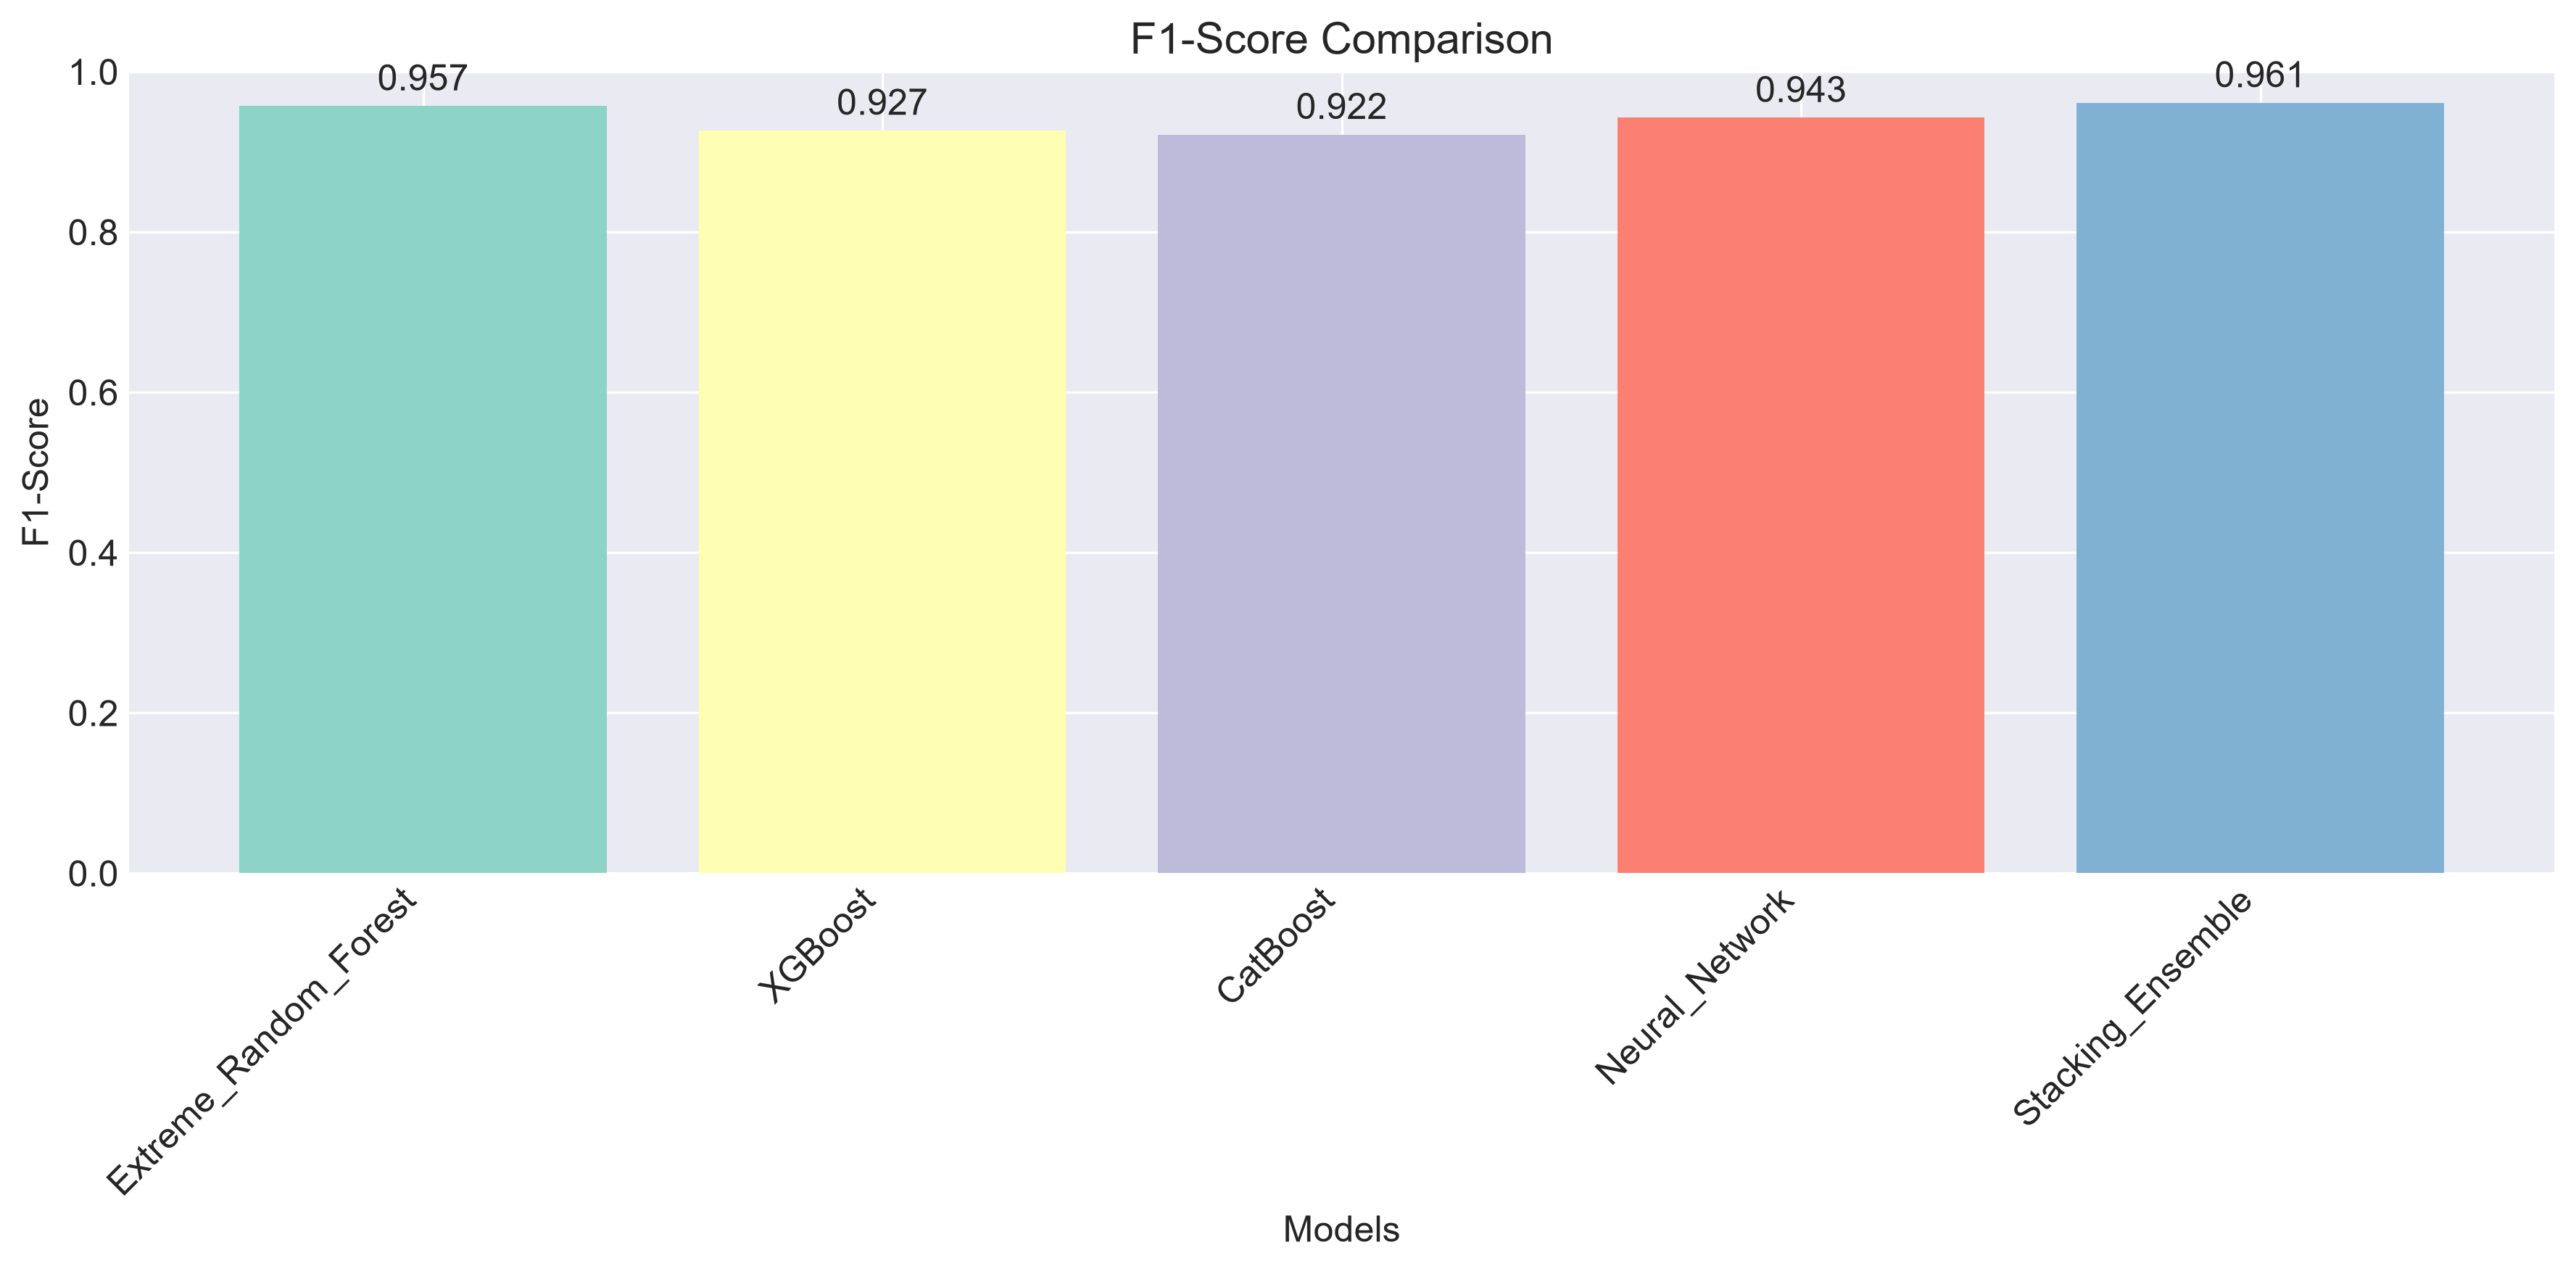 F1-Score Comparison
1.0
0.8
0.6
0.4
0.2
0.0
F1-Score
0.957
0.927
0.922
0.943
0.961
Extreme_Random_Forest
XGBoost
CatBoost
Neural_Network
Stacking_Ensemble
Models